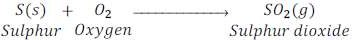 S(s) + O₂ ⟶ SO₂(g)
Sulphur Oxygen Sulphur dioxide